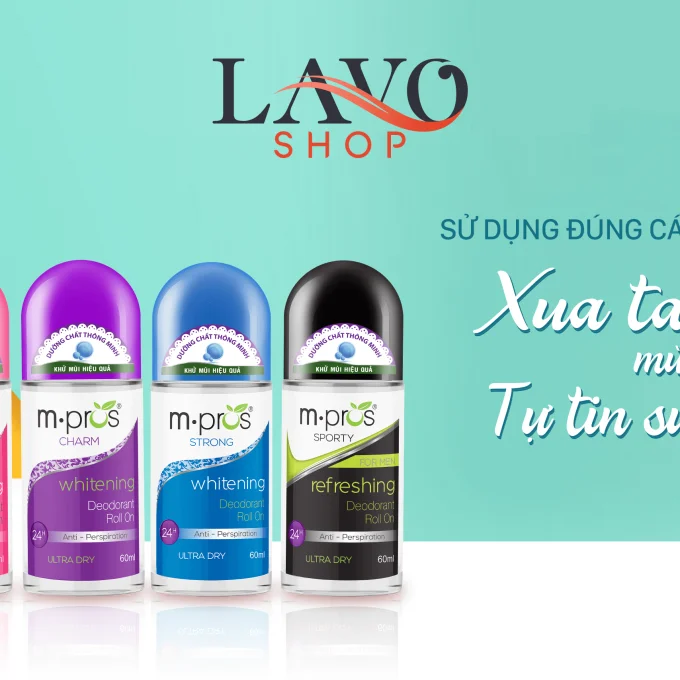 LAVO
SHOP
SỬ DỤNG ĐÚNG
Xua
Tự tin
DƯỠNG CHẤT THÔNG MINH
KHỬ MÙI HIỆU QUẢ
m·pros®
CHARM
whitening
Deodorant
Roll On
24H
Anti - Perspiration
ULTRA DRY
60ml
DƯỠNG CHẤT THÔNG MINH
KHỬ MÙI HIỆU QUẢ
m·pros®
STRONG
whitening
Deodorant
Roll On
24H
Anti - Perspiration
ULTRA DRY
60ml
DƯỠNG CHẤT THÔNG MINH
KHỬ MÙI HIỆU QUẢ
m·pros®
SPORTY
FOR MEN
refreshing
Deodorant
Roll On
24H
Anti - Perspiration
ULTRA DRY
60ml